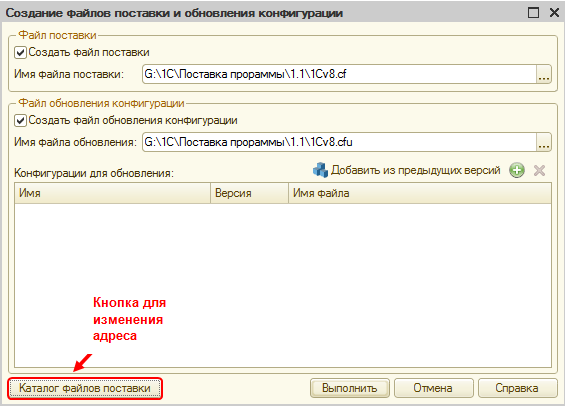 Создание файлов поставки и обновления конфигурации
Файл поставки
Создать файл поставки
Имя файла поставки: G:\1С\Поставка прораммы\1.1\1Cv8.cf ...
Файл обновления конфигурации
Создать файл обновления конфигурации
Имя файла обновления: G:\1С\Поставка прораммы\1.1\1Cv8.cfu ...
Конфигурации для обновления: Добавить из предыдущих версий
Имя Версия Имя файла
Кнопка для
изменения
адреса
Каталог файлов поставки Выполнить Отмена Справка